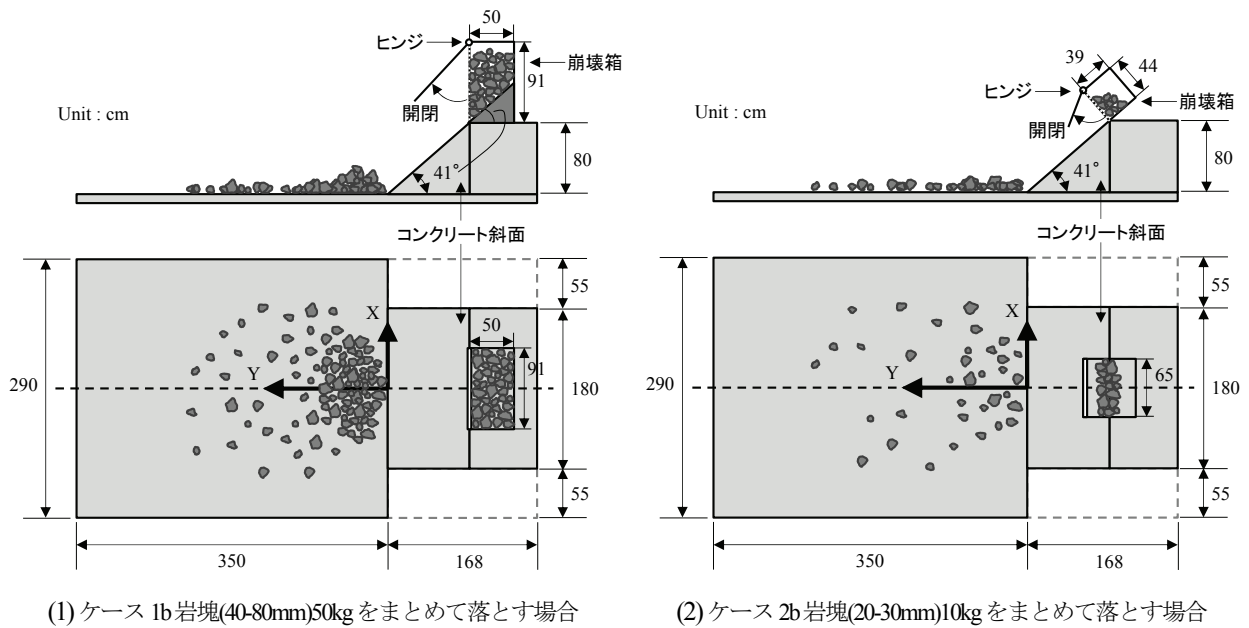 50
ヒンジ
崩壊箱
91
Unit : cm
開閉
80
41°
コンクリート斜面
55
X
50
Y
91
290
180
55
350
168
(1) ケース 1b 岩塊(40-80mm)50kg をまとめて落とす場合
39
44
ヒンジ
崩壊箱
Unit : cm
開閉
80
41°
コンクリート斜面
55
X
Y
65
290
180
55
350
168
(2) ケース 2b 岩塊(20-30mm)10kg をまとめて落とす場合